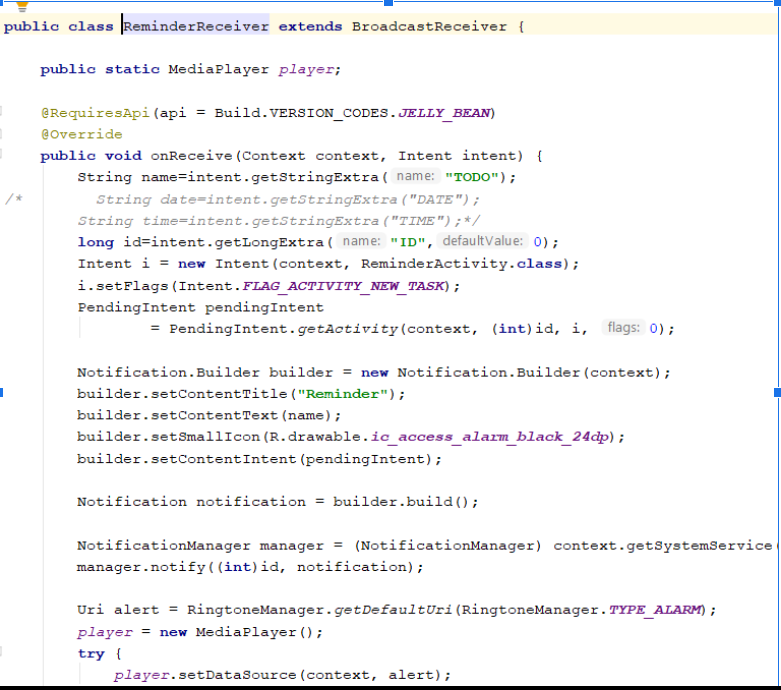 public class ReminderReceiver extends BroadcastReceiver {
public static MediaPlayer player;
@RequiresApi(api = Build.VERSION_CODES.JELLY_BEAN)
@Override
public void onReceive(Context context, Intent intent) {
String name=intent.getStringExtra( name: "TODO");
/* String date=intent.getStringExtra("DATE");
String time=intent.getStringExtra("TIME");*/
long id=intent.getLongExtra( name: "ID", defaultValue: 0);
Intent i = new Intent(context, ReminderActivity.class);
i.setFlags(Intent.FLAG_ACTIVITY_NEW_TASK);
PendingIntent pendingIntent
= PendingIntent.getActivity(context, (int)id, i, flags: 0);
Notification.Builder builder = new Notification.Builder(context);
builder.setContentTitle("Reminder");
builder.setContentText(name);
builder.setSmallIcon(R.drawable.ic_access_alarm_black_24dp);
builder.setContentIntent(pendingIntent);
Notification notification = builder.build();
NotificationManager manager = (NotificationManager) context.getSystemService(
manager.notify((int)id, notification);
Uri alert = RingtoneManager.getDefaultUri(RingtoneManager.TYPE_ALARM);
player = new MediaPlayer();
try {
player.setDataSource(context, alert);